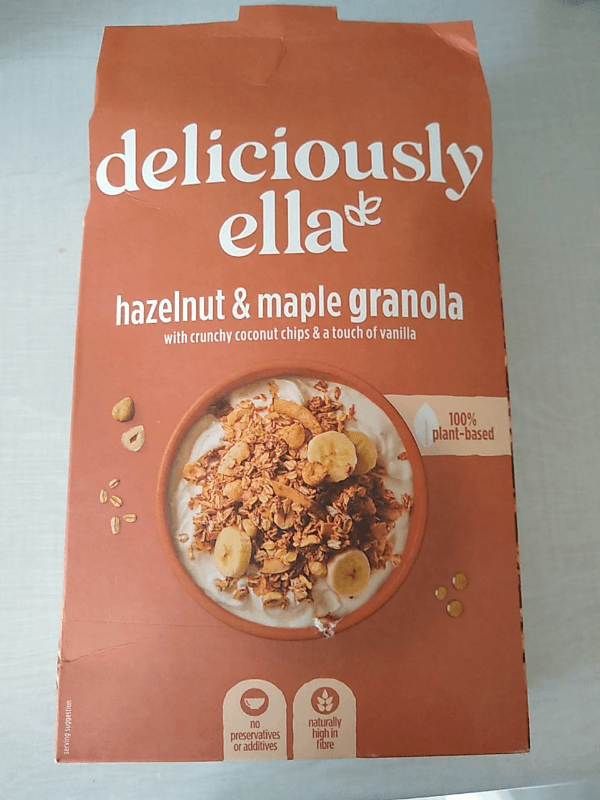 deliciously
ella
hazelnut & maple granola
with crunchy coconut chips & a touch of vanilla
100%
plant-based
no
preservatives
or additives
naturally
high in
fibre
serving suggestion